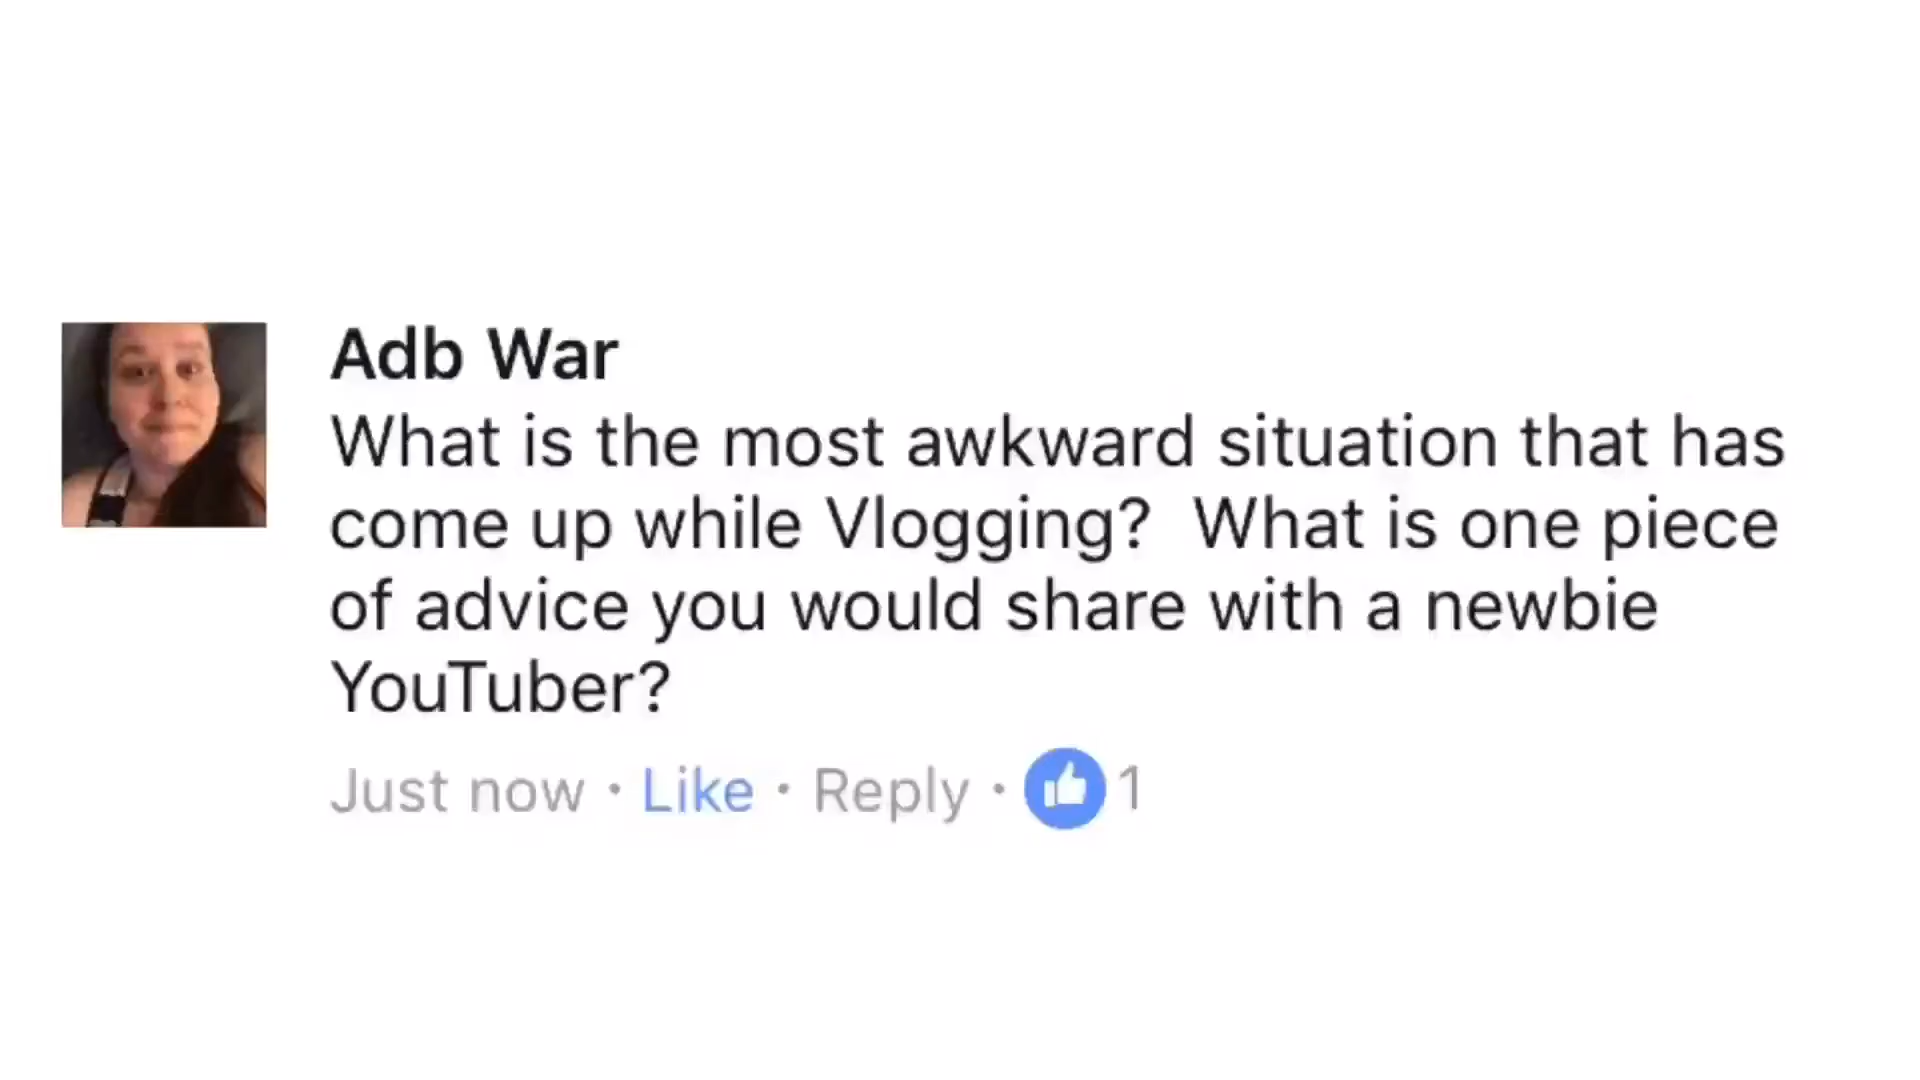 Adb War
What is the most awkward situation that has
come up while Vlogging?  What is one piece
of advice you would share with a newbie
YouTuber?
Just now · Like · Reply · 1